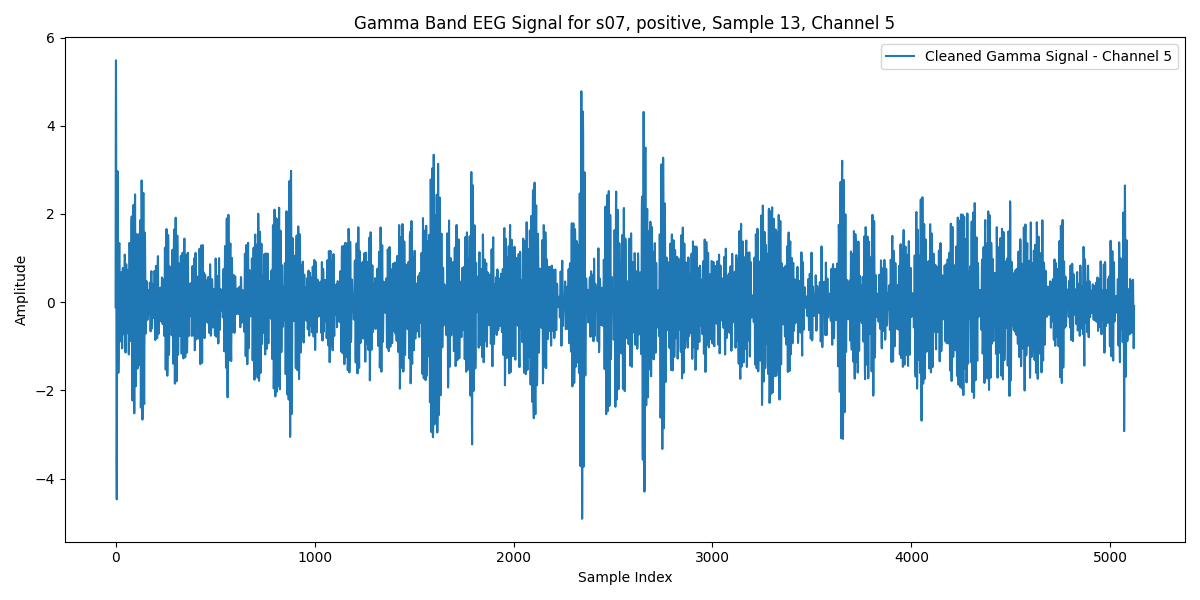 Gamma Band EEG Signal for s07, positive, Sample 13, Channel 5
Cleaned Gamma Signal - Channel 5
6
4
2
0
−2
−4
Amplitude
0 1000 2000 3000 4000 5000
Sample Index